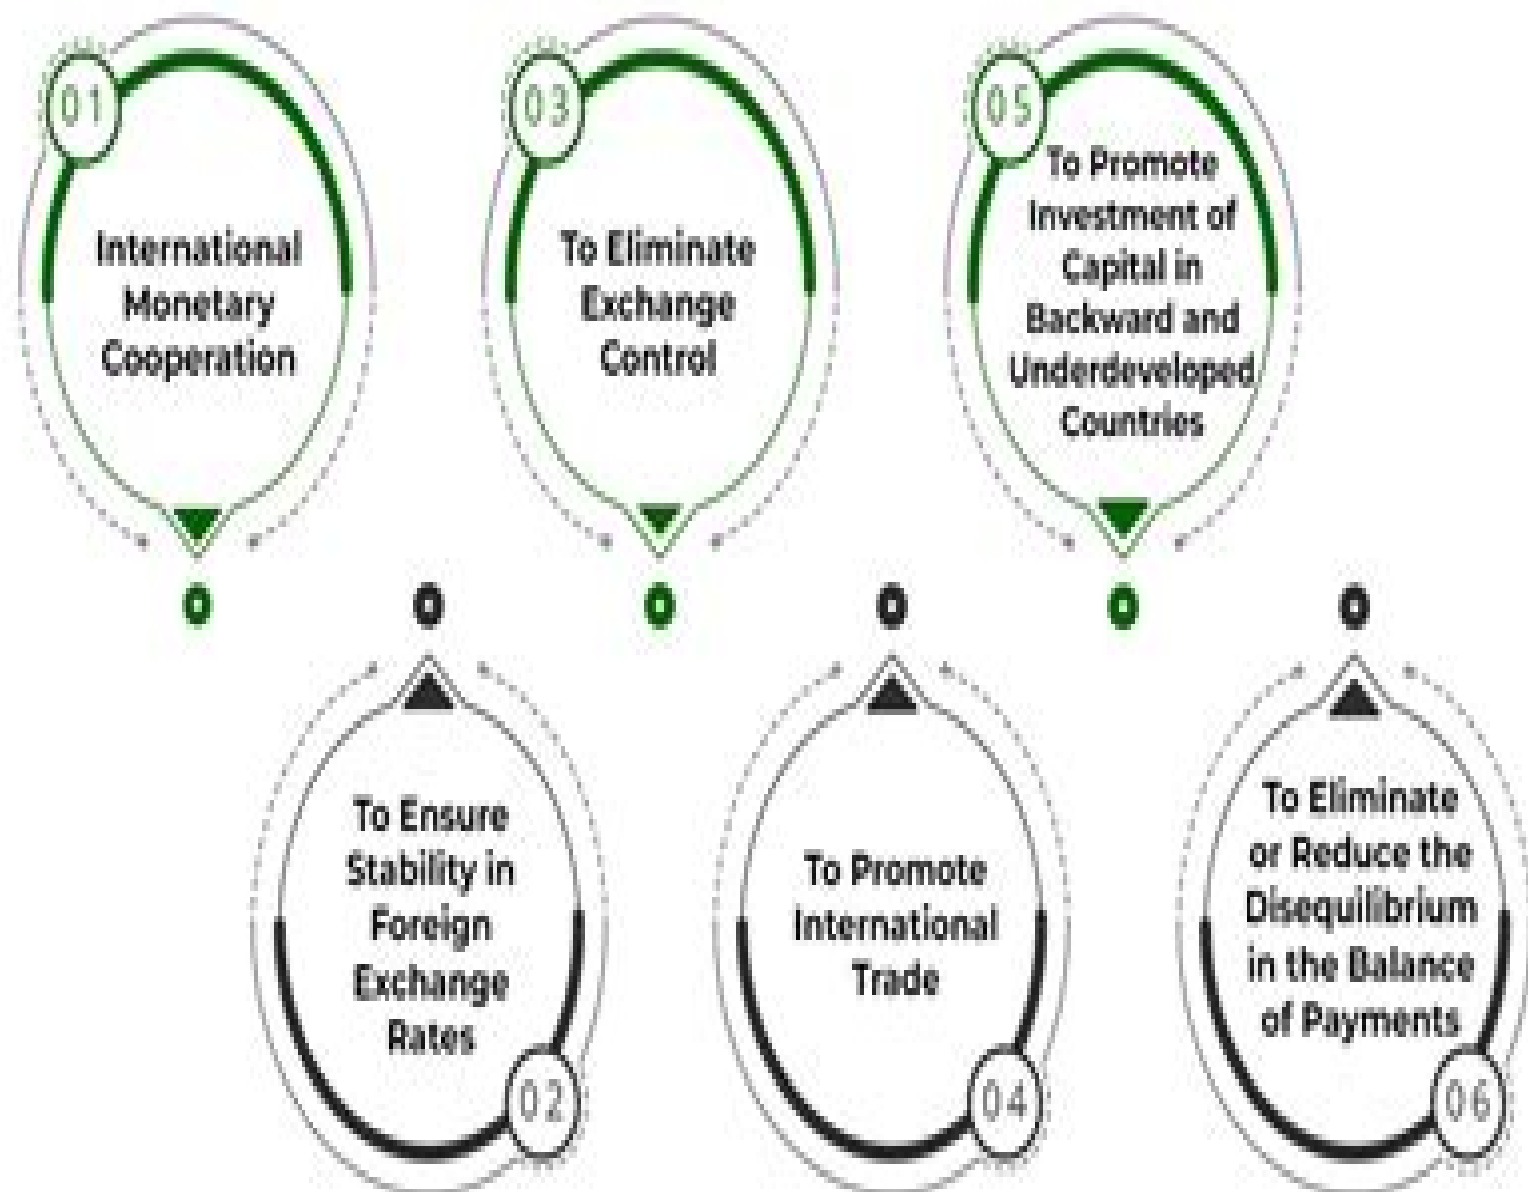 01
International
Monetary
Cooperation
02
To Ensure
Stability in
Foreign
Exchange
Rates
03
To Eliminate
Exchange
Control
04
To Promote
International
Trade
05
To Promote
Investment of
Capital in
Backward and
Underdeveloped
Countries
06
To Eliminate
or Reduce the
Disequilibrium
in the Balance
of Payments